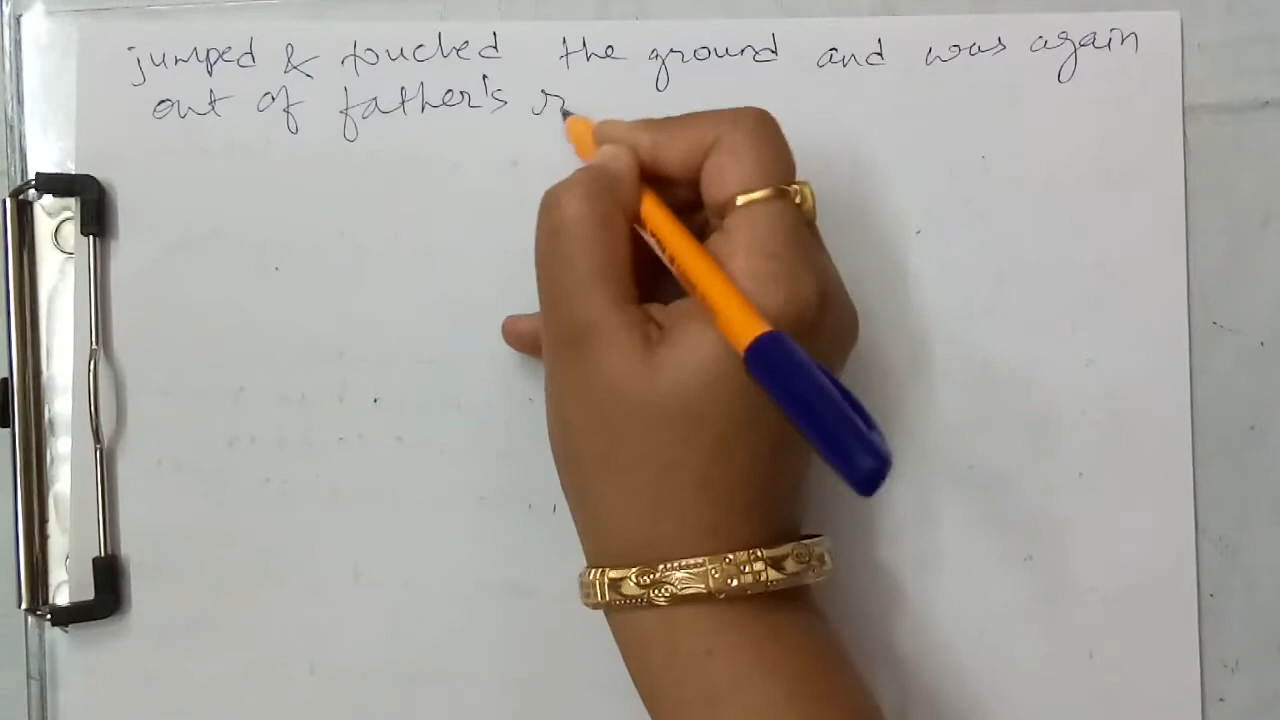 jumped & touched the ground and was again
out of father's r